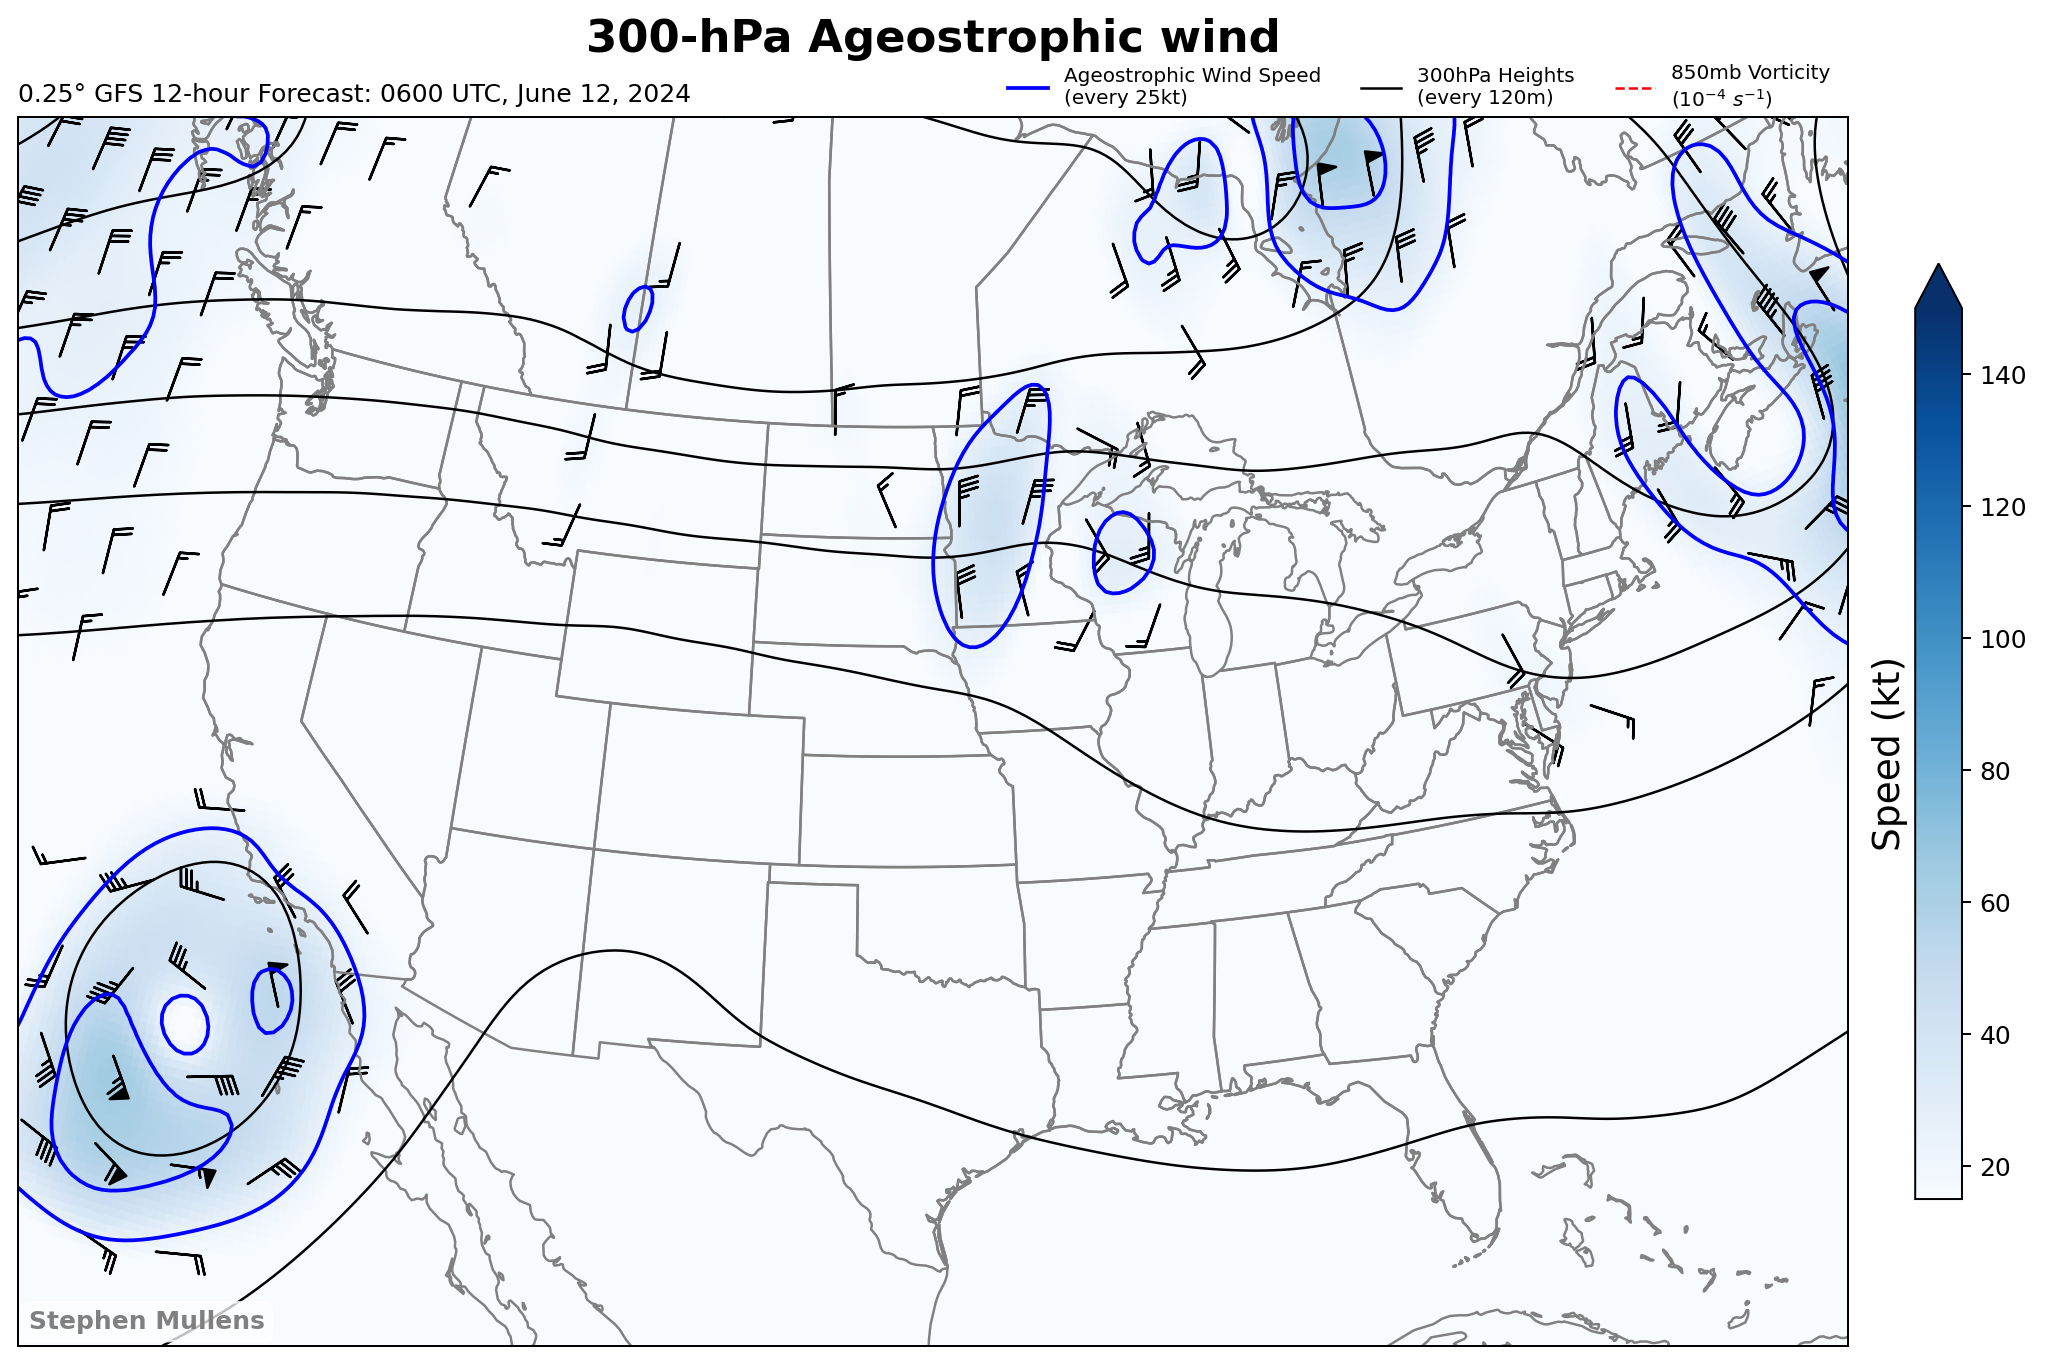 300-hPa Ageostrophic wind
0.25° GFS 12-hour Forecast: 0600 UTC, June 12, 2024
Ageostrophic Wind Speed
(every 25kt)
300hPa Heights
(every 120m)
850mb Vorticity
(10⁻⁴ s⁻¹)
140
120
100
80
60
40
20
Speed (kt)
Stephen Mullens